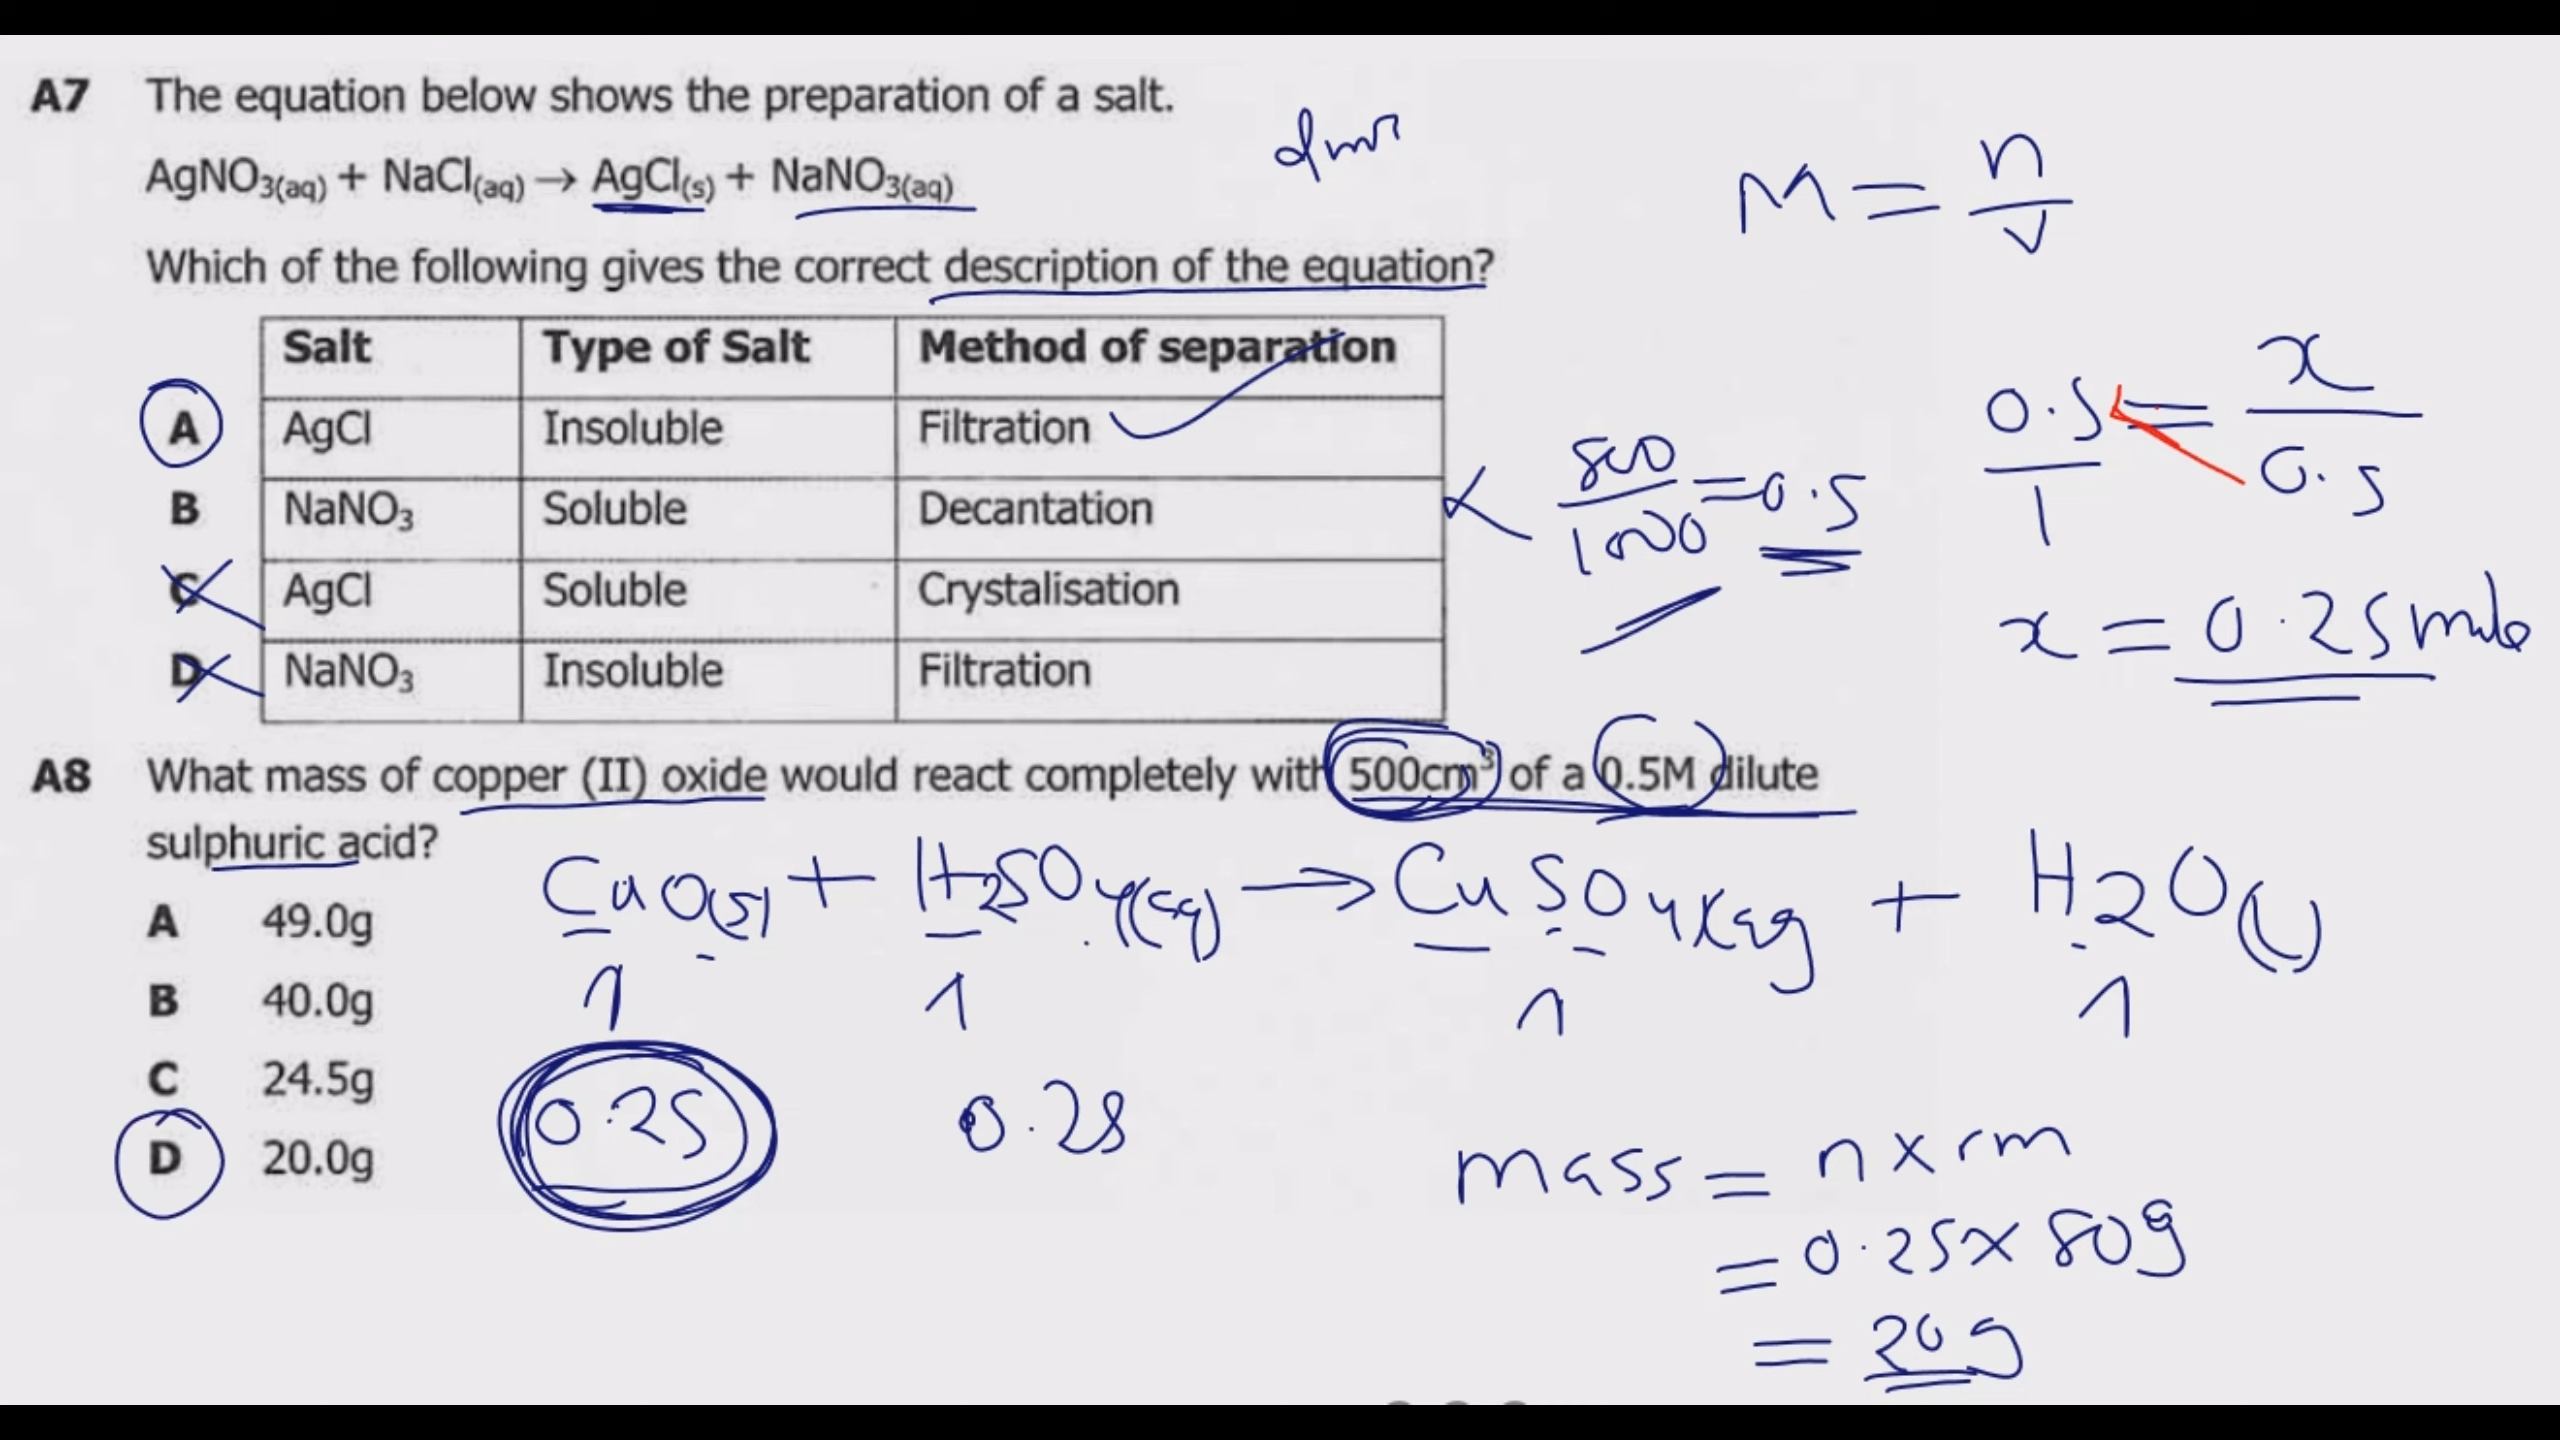 A7 The equation below shows the preparation of a salt.
AgNO₃(aq) + NaCl(aq) → AgCl(s) + NaNO₃(aq)
Which of the following gives the correct description of the equation?
Salt Type of Salt Method of separation
A AgCl Insoluble Filtration
B NaNO₃ Soluble Decantation
C AgCl Soluble Crystalisation
D NaNO₃ Insoluble Filtration
M = n/v
500/1000 = 0.5
0.5/1 = x/0.5
x = 0.25 mole
A8 What mass of copper (II) oxide would react completely with 500cm³ of a 0.5M dilute
sulphuric acid?
CuO(s) + H2SO4(aq) → CuSO4(aq) + H2O(l)
1 1 1 1
0.25 0.25
A 49.0g
B 40.0g
C 24.5g
D 20.0g
mass = n x rm
= 0.25 x 80g
= 20g